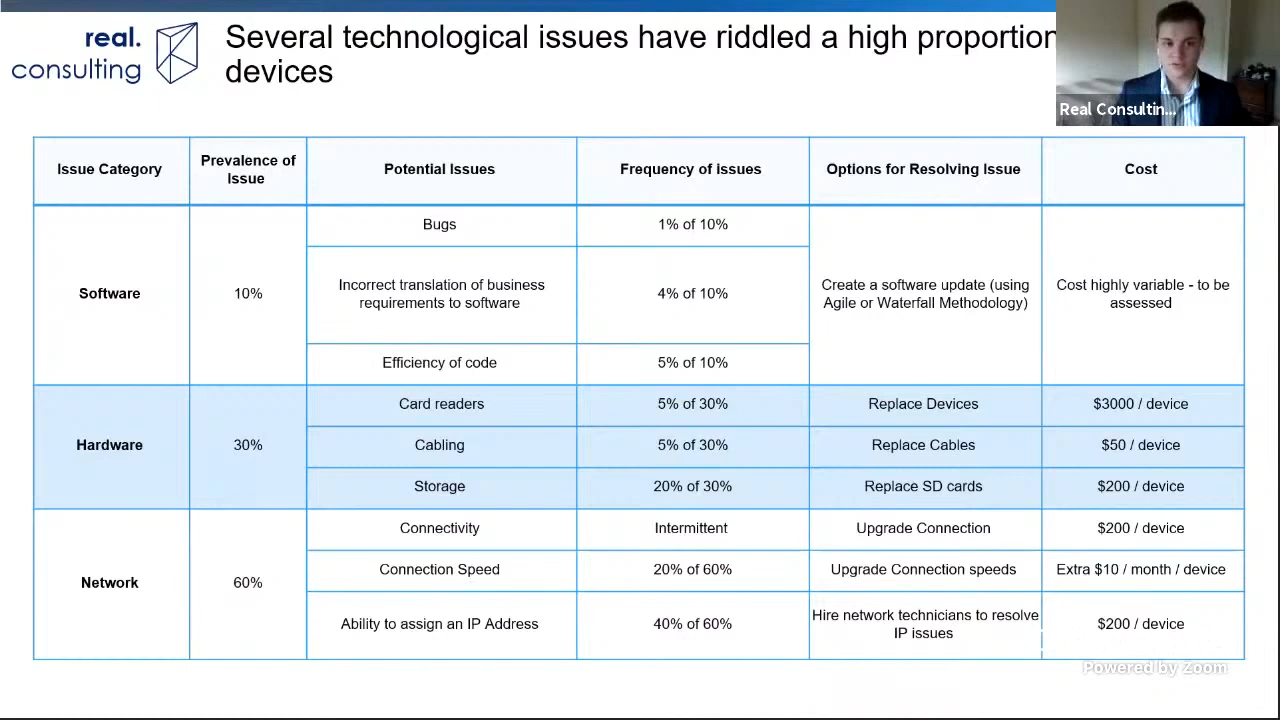 real.
consulting
Several technological issues have riddled a high proportion
devices
Real Consultin...
Issue Category
Prevalence of
Issue
Potential Issues
Frequency of issues
Options for Resolving Issue
Cost
Software
10%
Bugs
1% of 10%
Incorrect translation of business
requirements to software
4% of 10%
Efficiency of code
5% of 10%
Create a software update (using
Agile or Waterfall Methodology)
Cost highly variable - to be
assessed
Hardware
30%
Card readers
5% of 30%
Replace Devices
$3000 / device
Cabling
5% of 30%
Replace Cables
$50 / device
Storage
20% of 30%
Replace SD cards
$200 / device
Network
60%
Connectivity
Intermittent
Upgrade Connection
$200 / device
Connection Speed
20% of 60%
Upgrade Connection speeds
Extra $10 / month / device
Ability to assign an IP Address
40% of 60%
Hire network technicians to resolve
IP issues
$200 / device
Powered by Zoom